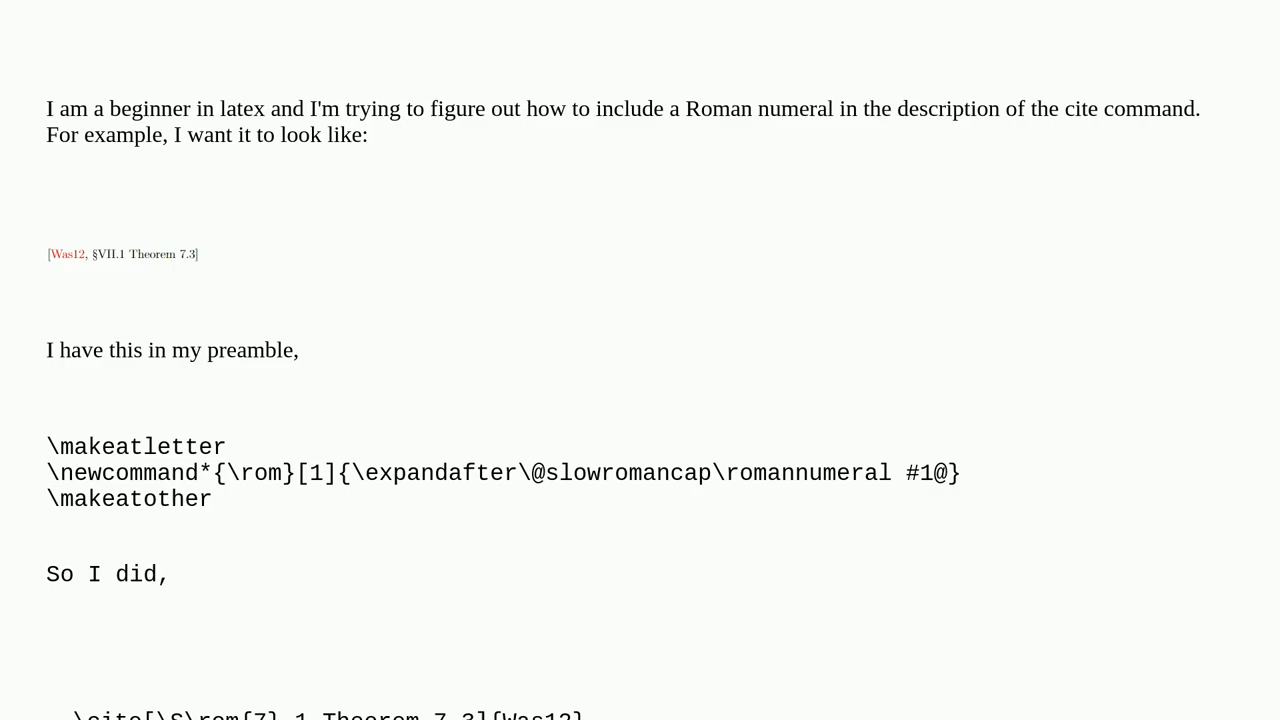 I am a beginner in latex and I'm trying to figure out how to include a Roman numeral in the description of the cite command.
For example, I want it to look like:
[Was12, §VII.1 Theorem 7.3]
I have this in my preamble,
\makeatletter
\newcommand*{\rom}[1]{\expandafter\@slowromancap\romannumeral #1@}
\makeatother
So I did,
\cite[\S\rom{7}.1 Theorem 7.3]{Was12}